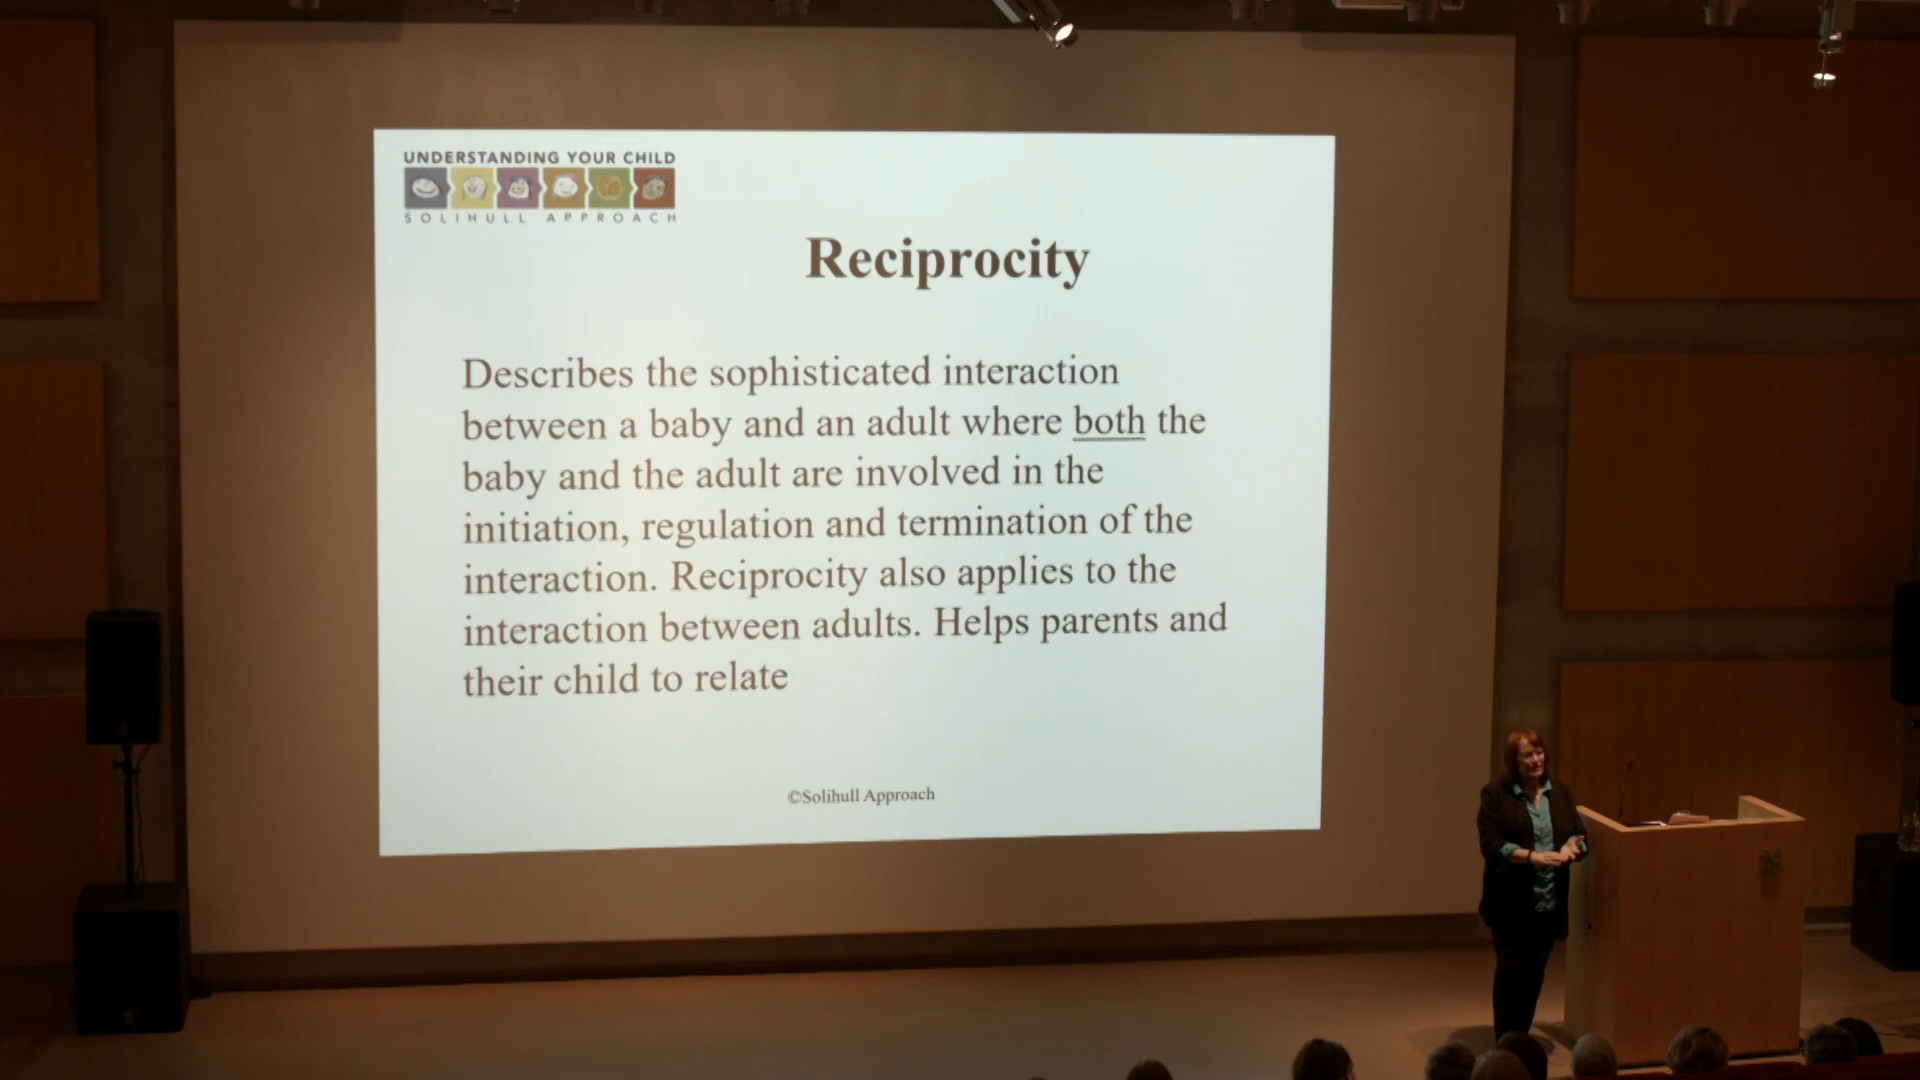 UNDERSTANDING YOUR CHILD
SOLIHULL APPROACH
Reciprocity
Describes the sophisticated interaction
between a baby and an adult where both the
baby and the adult are involved in the
initiation, regulation and termination of the
interaction. Reciprocity also applies to the
interaction between adults. Helps parents and
their child to relate
©Solihull Approach